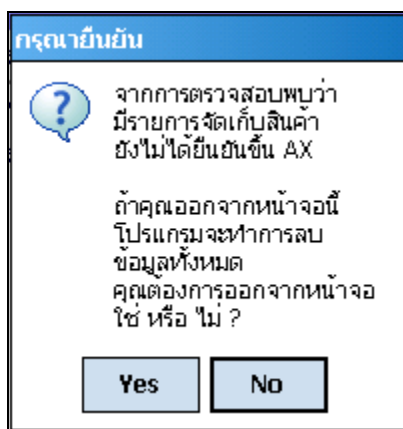 กรุณายืนยัน
จากการตรวจสอบพบว่า
มีรายการจัดเก็บสินค้า
ยังไม่ได้ยืนยันขึ้น AX
ถ้าคุณออกจากหน้าจอนี้
โปรแกรมจะทำการลบ
ข้อมูลทั้งหมด
คุณต้องการออกจากหน้าจอ
ใช่ หรือ ไม่ ?
Yes No